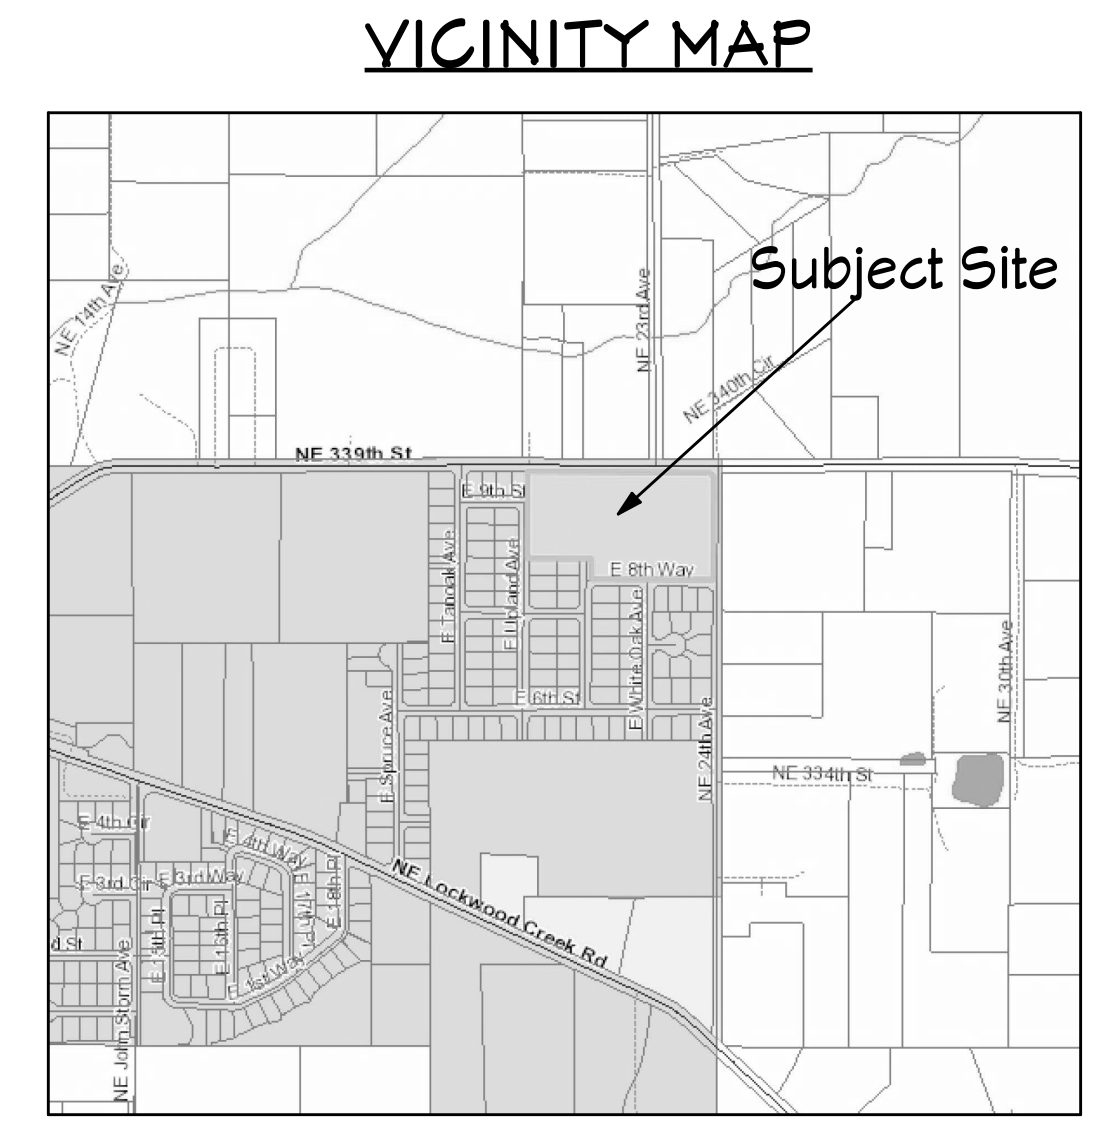 VICINITY MAP
Subject Site
NE 14th Ave
NE 23rd Ave
NE 340th Cir
NE 339th St
E 9th St
E Tanoak Ave
E Upland Ave
E 8th Way
E White Oak Ave
NE 30th Ave
E 6th St
E Spruce Ave
NE 24th Ave
NE 334th St
E 4th Cir
E 4th Way
E 3rd Cir
E 3rd Way
E 17th Pl
E 18th Pl
NE Lockwood Creek Rd
d St
E 15th Pl
E 16th Pl
E 1st Way
NE John Storm Ave